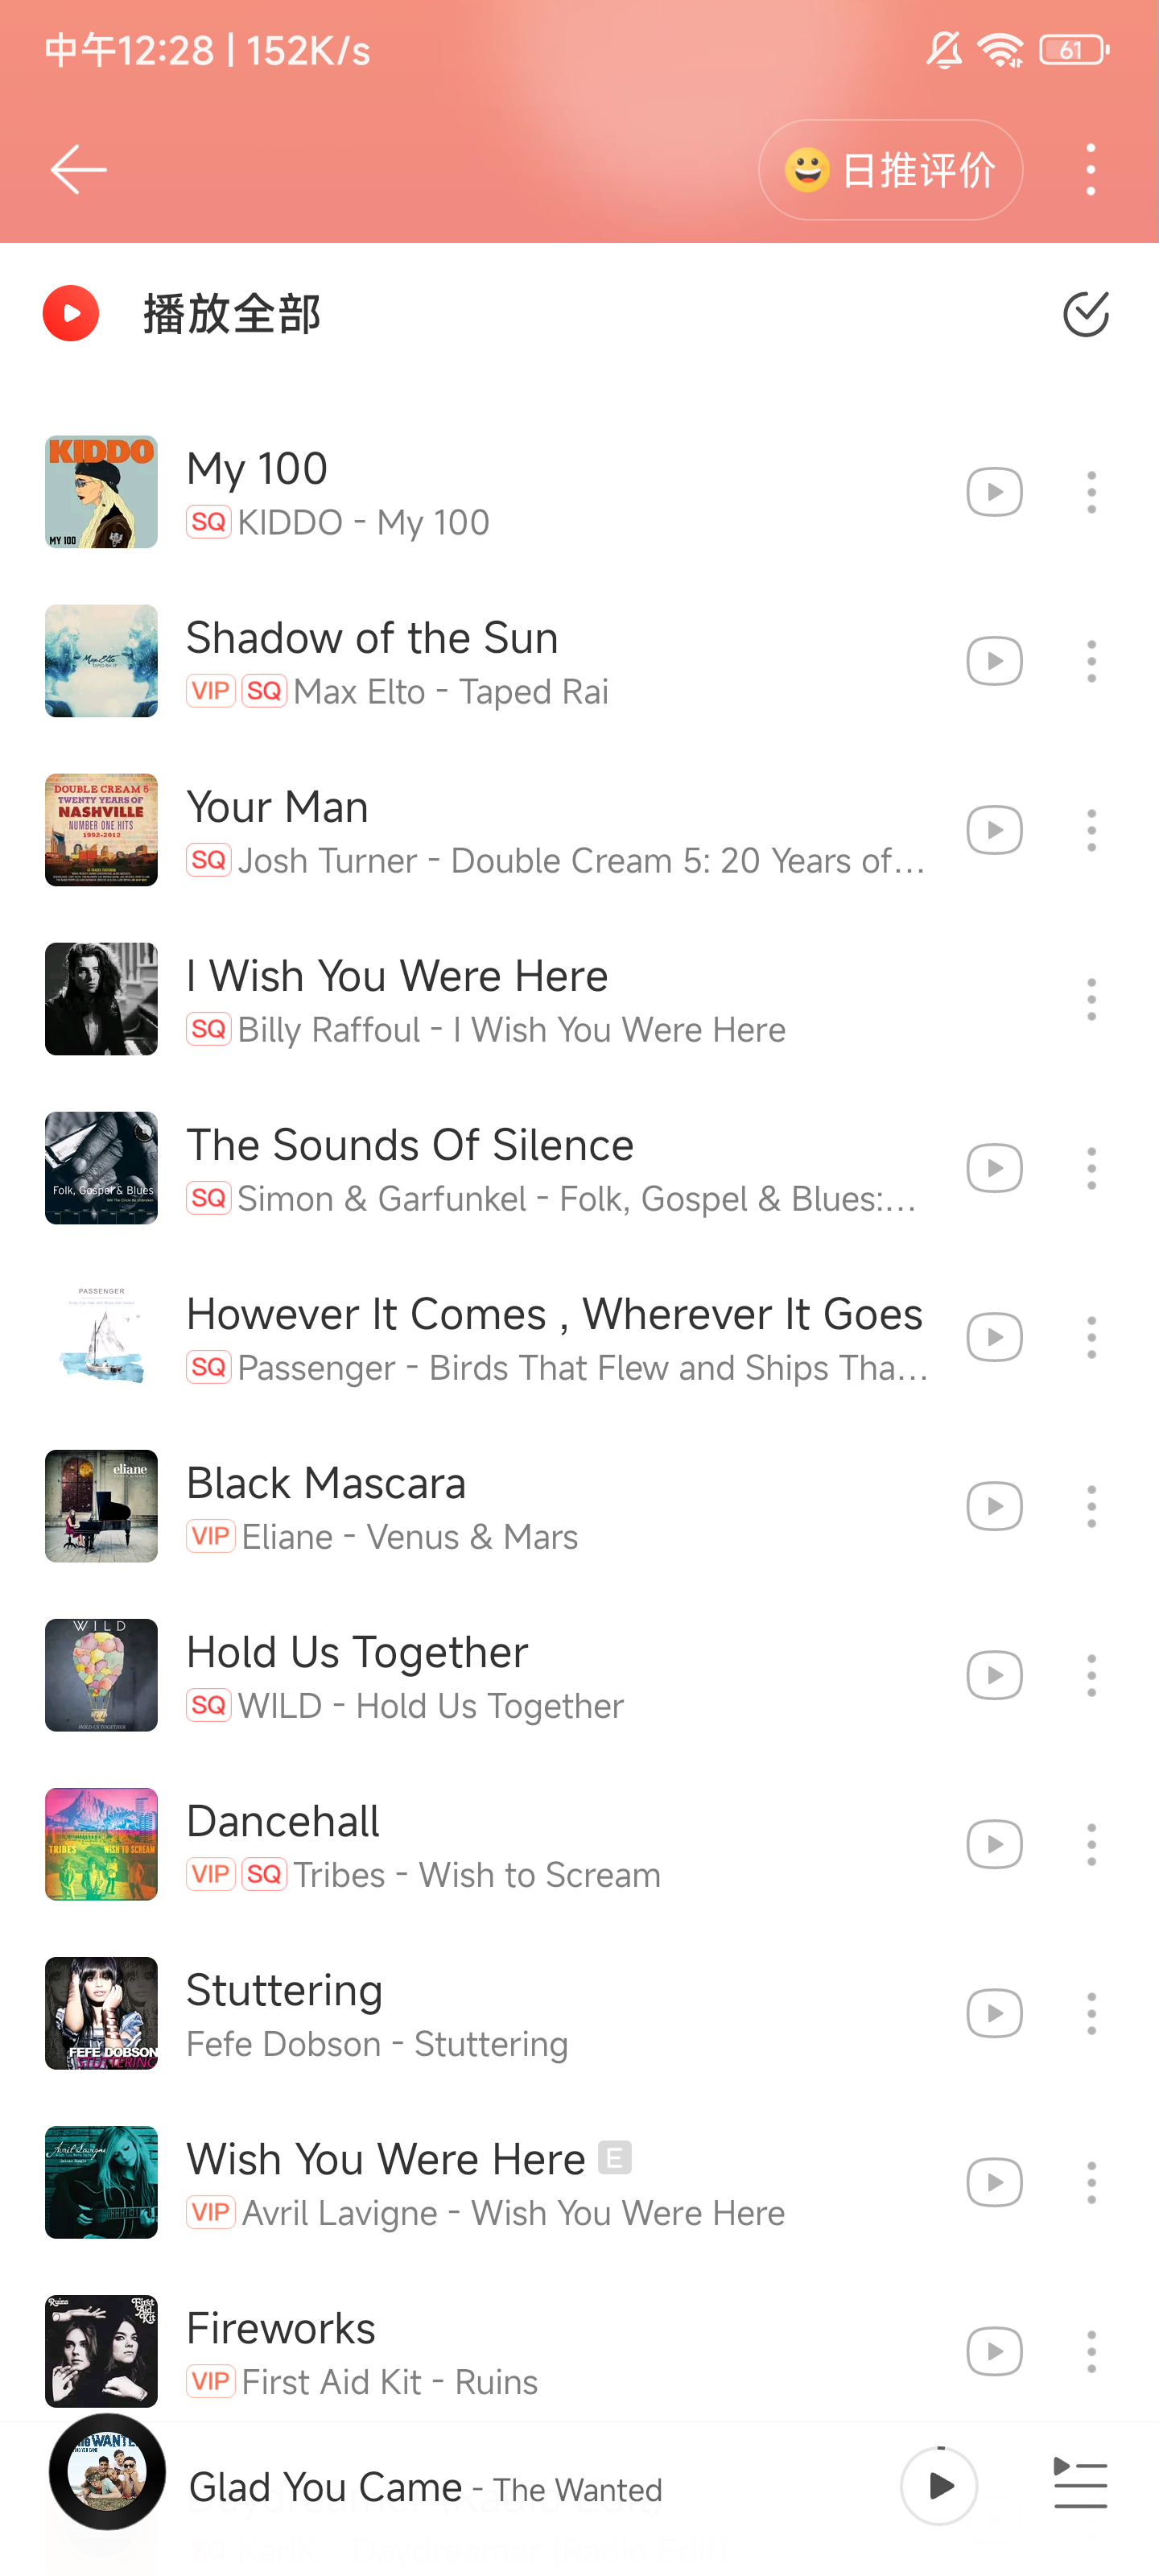 中午12:28 | 152K/s
61
日推评价
播放全部
KIDDO
MY 100
My 100
SQ KIDDO - My 100
Max Elto
Shadow of the Sun
VIP SQ Max Elto - Taped Rai
DOUBLE CREAM 5
TWENTY YEARS OF
NASHVILLE
NUMBER ONE HITS
1992-2012
Your Man
SQ Josh Turner - Double Cream 5: 20 Years of...
I Wish You Were Here
SQ Billy Raffoul - I Wish You Were Here
Folk, Gospel & Blues
The Sounds Of Silence
SQ Simon & Garfunkel - Folk, Gospel & Blues:...
PASSENGER
However It Comes , Wherever It Goes
SQ Passenger - Birds That Flew and Ships Tha...
eliane
Black Mascara
VIP Eliane - Venus & Mars
WILD
HOLD US TOGETHER
Hold Us Together
SQ WILD - Hold Us Together
TRIBES WISH TO SCREAM
Dancehall
VIP SQ Tribes - Wish to Scream
FEFE DOBSON
STUTTERING
Stuttering
Fefe Dobson - Stuttering
Avril Lavigne
Wish You Were Here E
VIP Avril Lavigne - Wish You Were Here
Ruins
First Aid Kit
Fireworks
VIP First Aid Kit - Ruins
Glad You Came - The Wanted